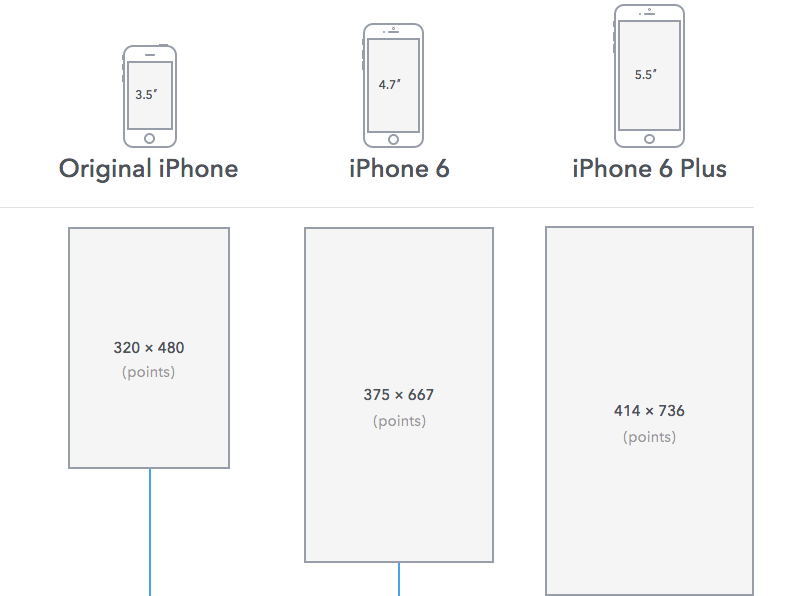 3.5″
4.7″
5.5″
Original iPhone
iPhone 6
iPhone 6 Plus
320 × 480
(points)
375 × 667
(points)
414 × 736
(points)